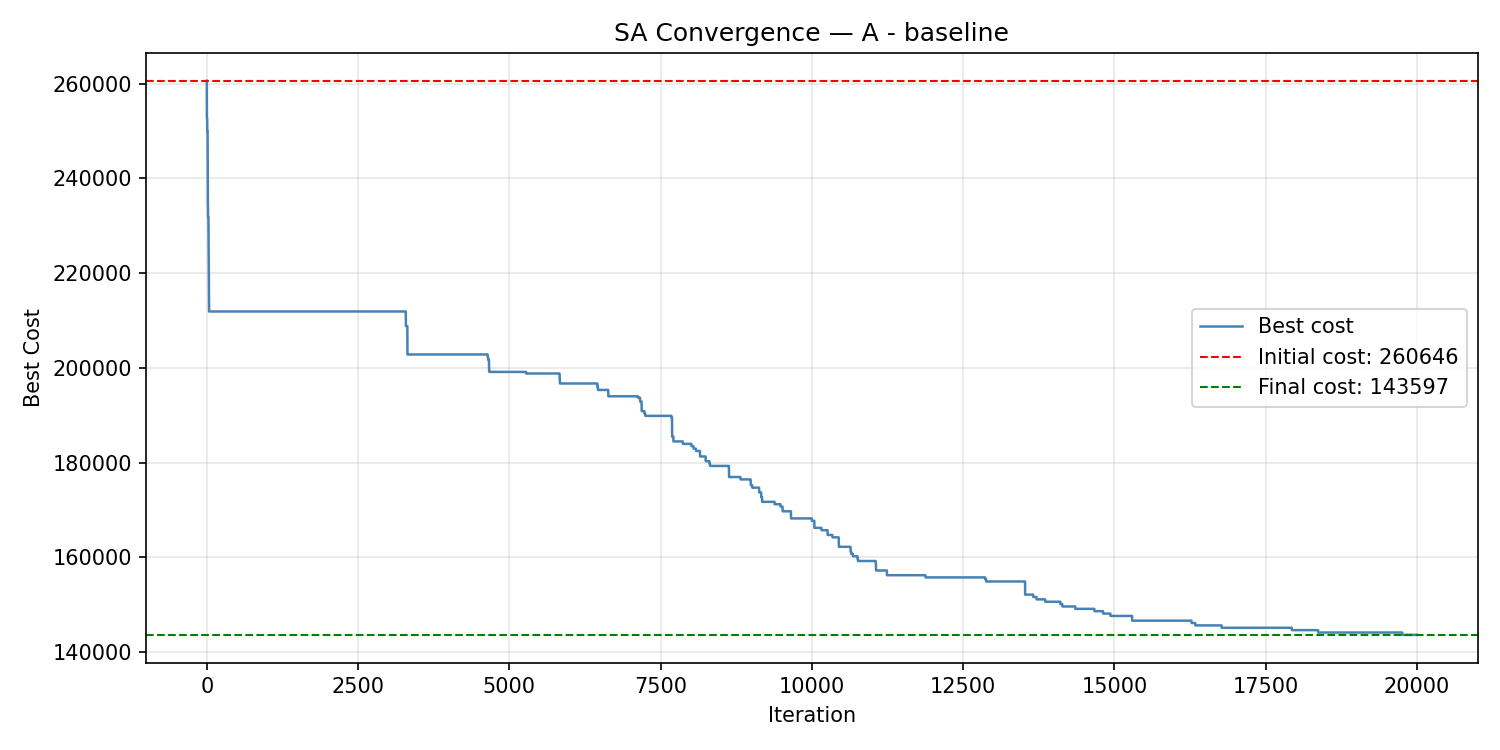 SA Convergence — A - baseline
260000
240000
220000
200000
180000
160000
140000
Best Cost
Best cost
Initial cost: 260646
Final cost: 143597
0 2500 5000 7500 10000 12500 15000 17500 20000
Iteration